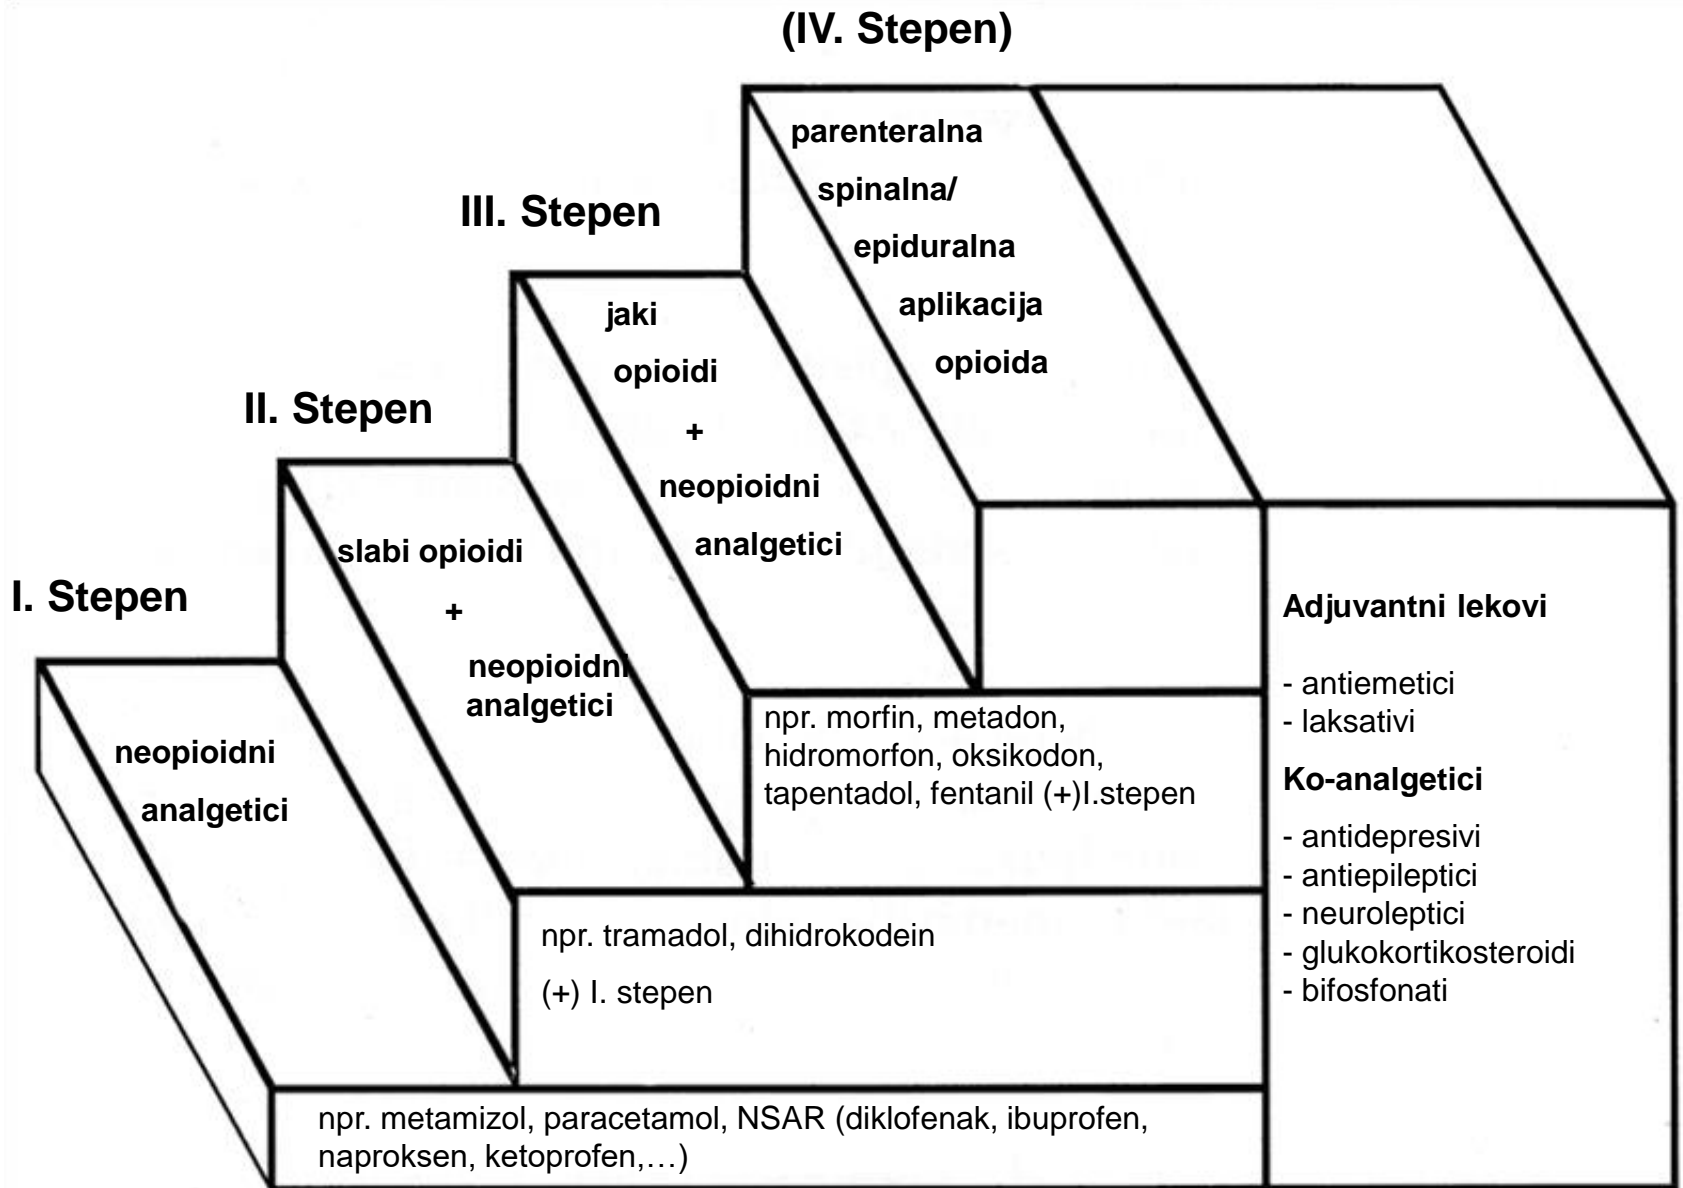 (IV. Stepen)
parenteralna
spinalna/
epiduralna
aplikacija
opioida
III. Stepen
jaki
opioidi
+
neopioidni
analgetici
II. Stepen
slabi opioidi
+
neopioidni
analgetici
I. Stepen
neopioidni
analgetici
npr. morfin, metadon,
hidromorfon, oksikodon,
tapentadol, fentanil (+)I.stepen
npr. tramadol, dihidrokodein
(+) I. stepen
npr. metamizol, paracetamol, NSAR (diklofenak, ibuprofen,
naproksen, ketoprofen,...)
Adjuvantni lekovi
- antiemetici
- laksativi
Ko-analgetici
- antidepresivi
- antiepileptici
- neuroleptici
- glukokortikosteroidi
- bifosfonati